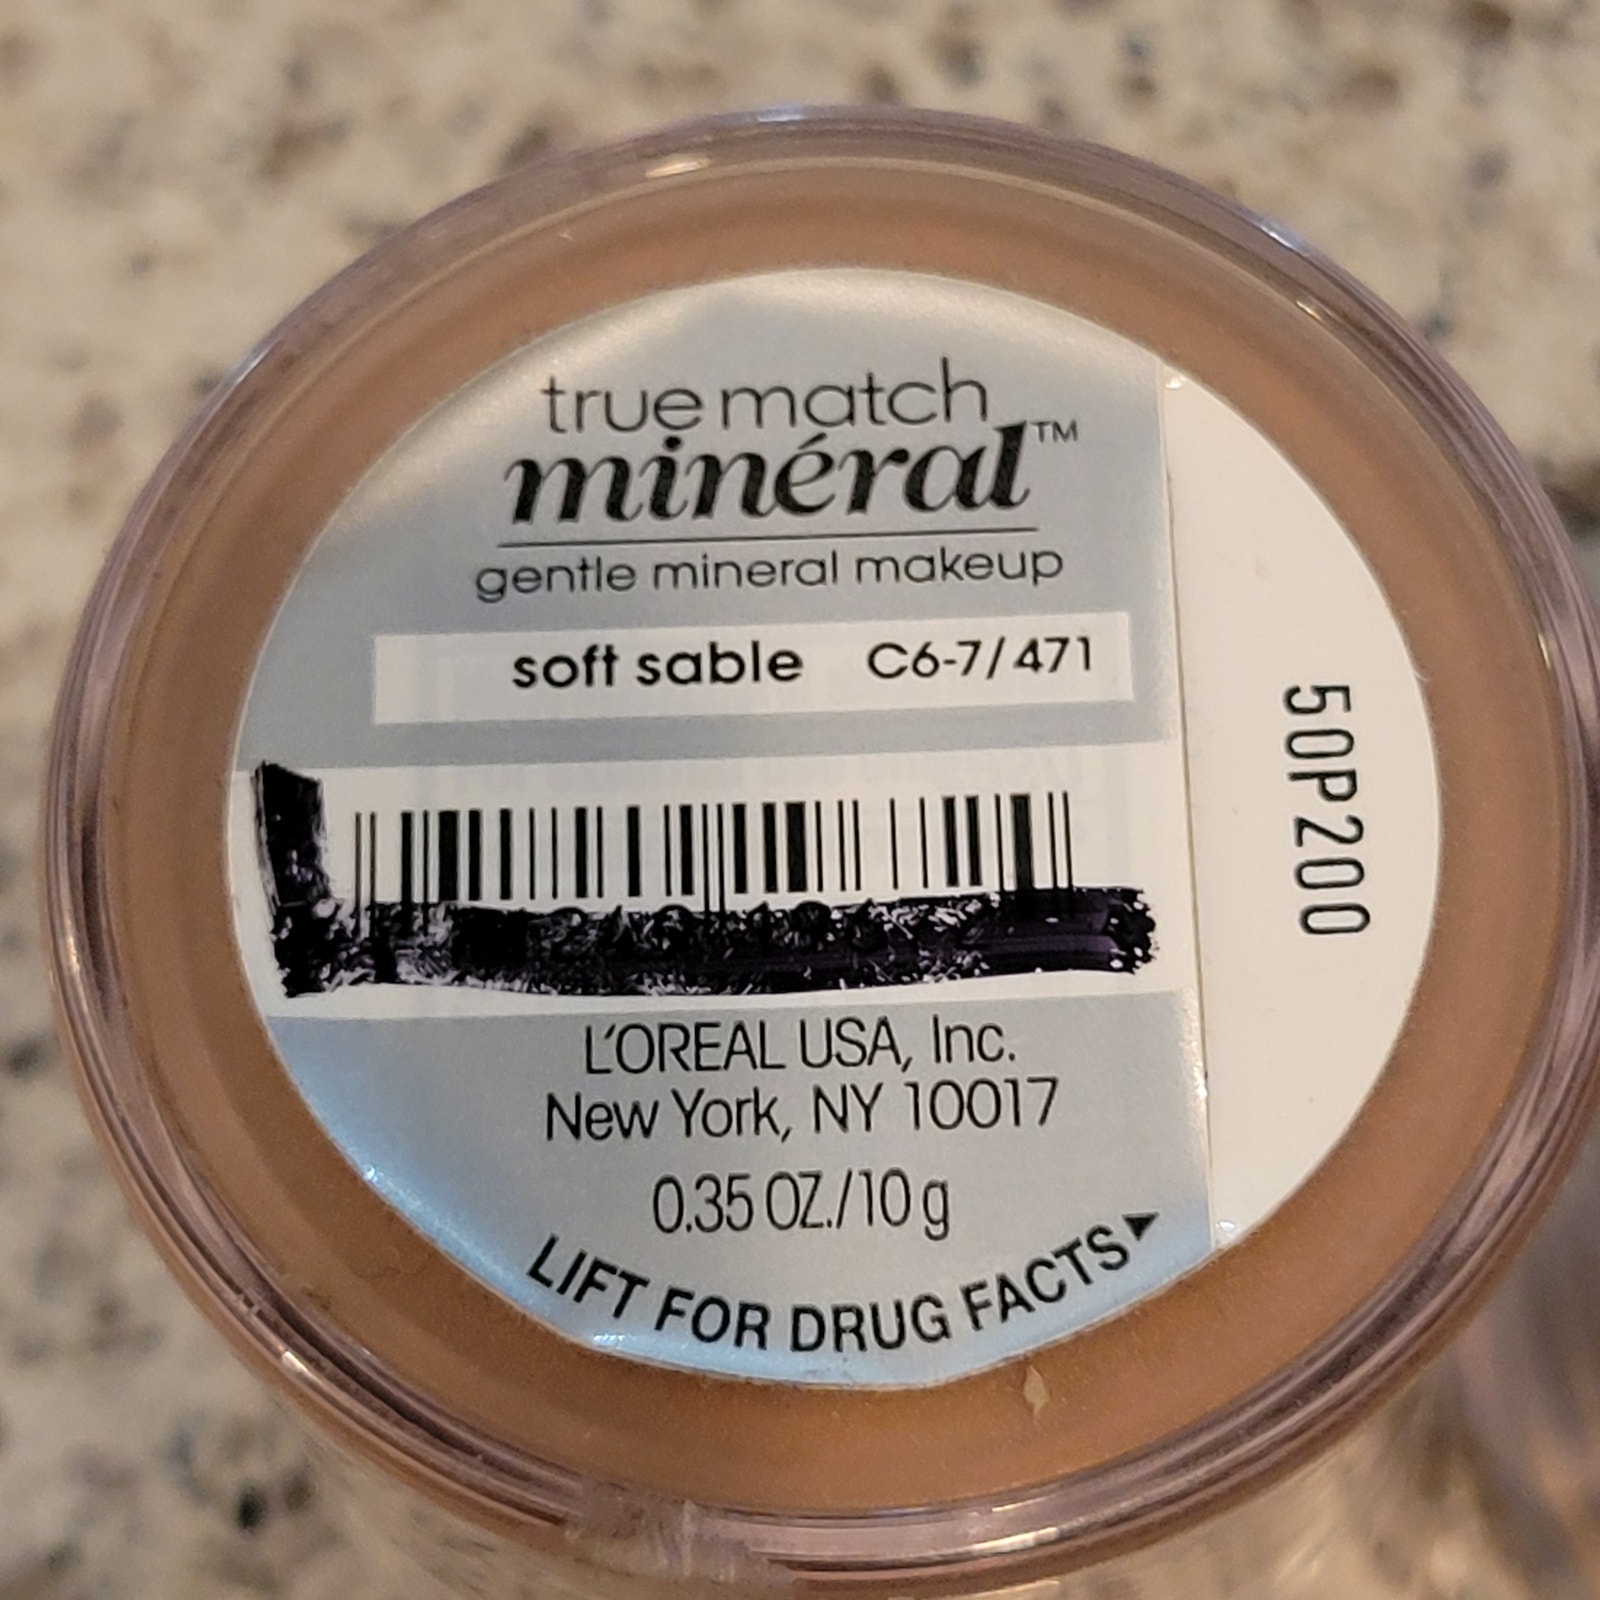 true match
minéral™
gentle mineral makeup
soft sable C6-7/471
L'OREAL USA, Inc.
New York, NY 10017
0.35 OZ./10 g
LIFT FOR DRUG FACTS▶
50P200